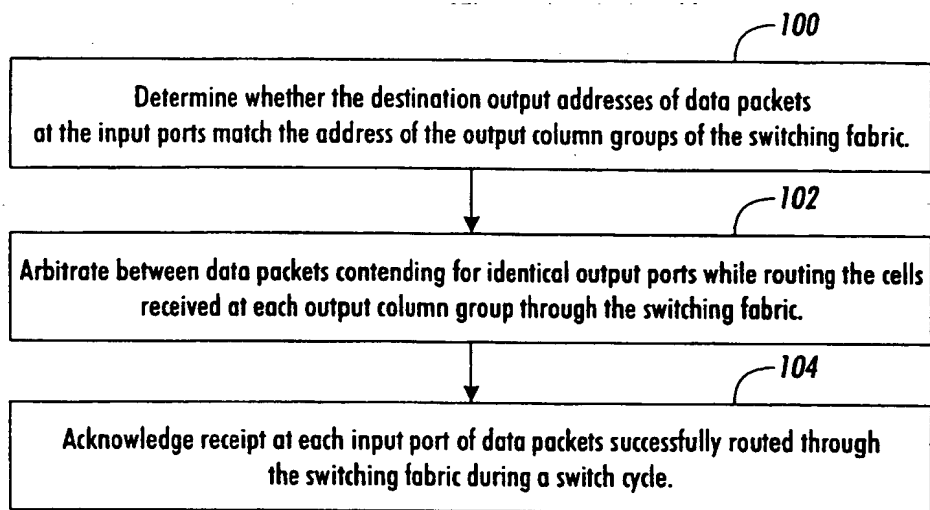 100
Determine whether the destination output addresses of data packets
at the input ports match the address of the output column groups of the switching fabric.
102
Arbitrate between data packets contending for identical output ports while routing the cells
received at each output column group through the switching fabric.
104
Acknowledge receipt at each input port of data packets successfully routed through
the switching fabric during a switch cycle.